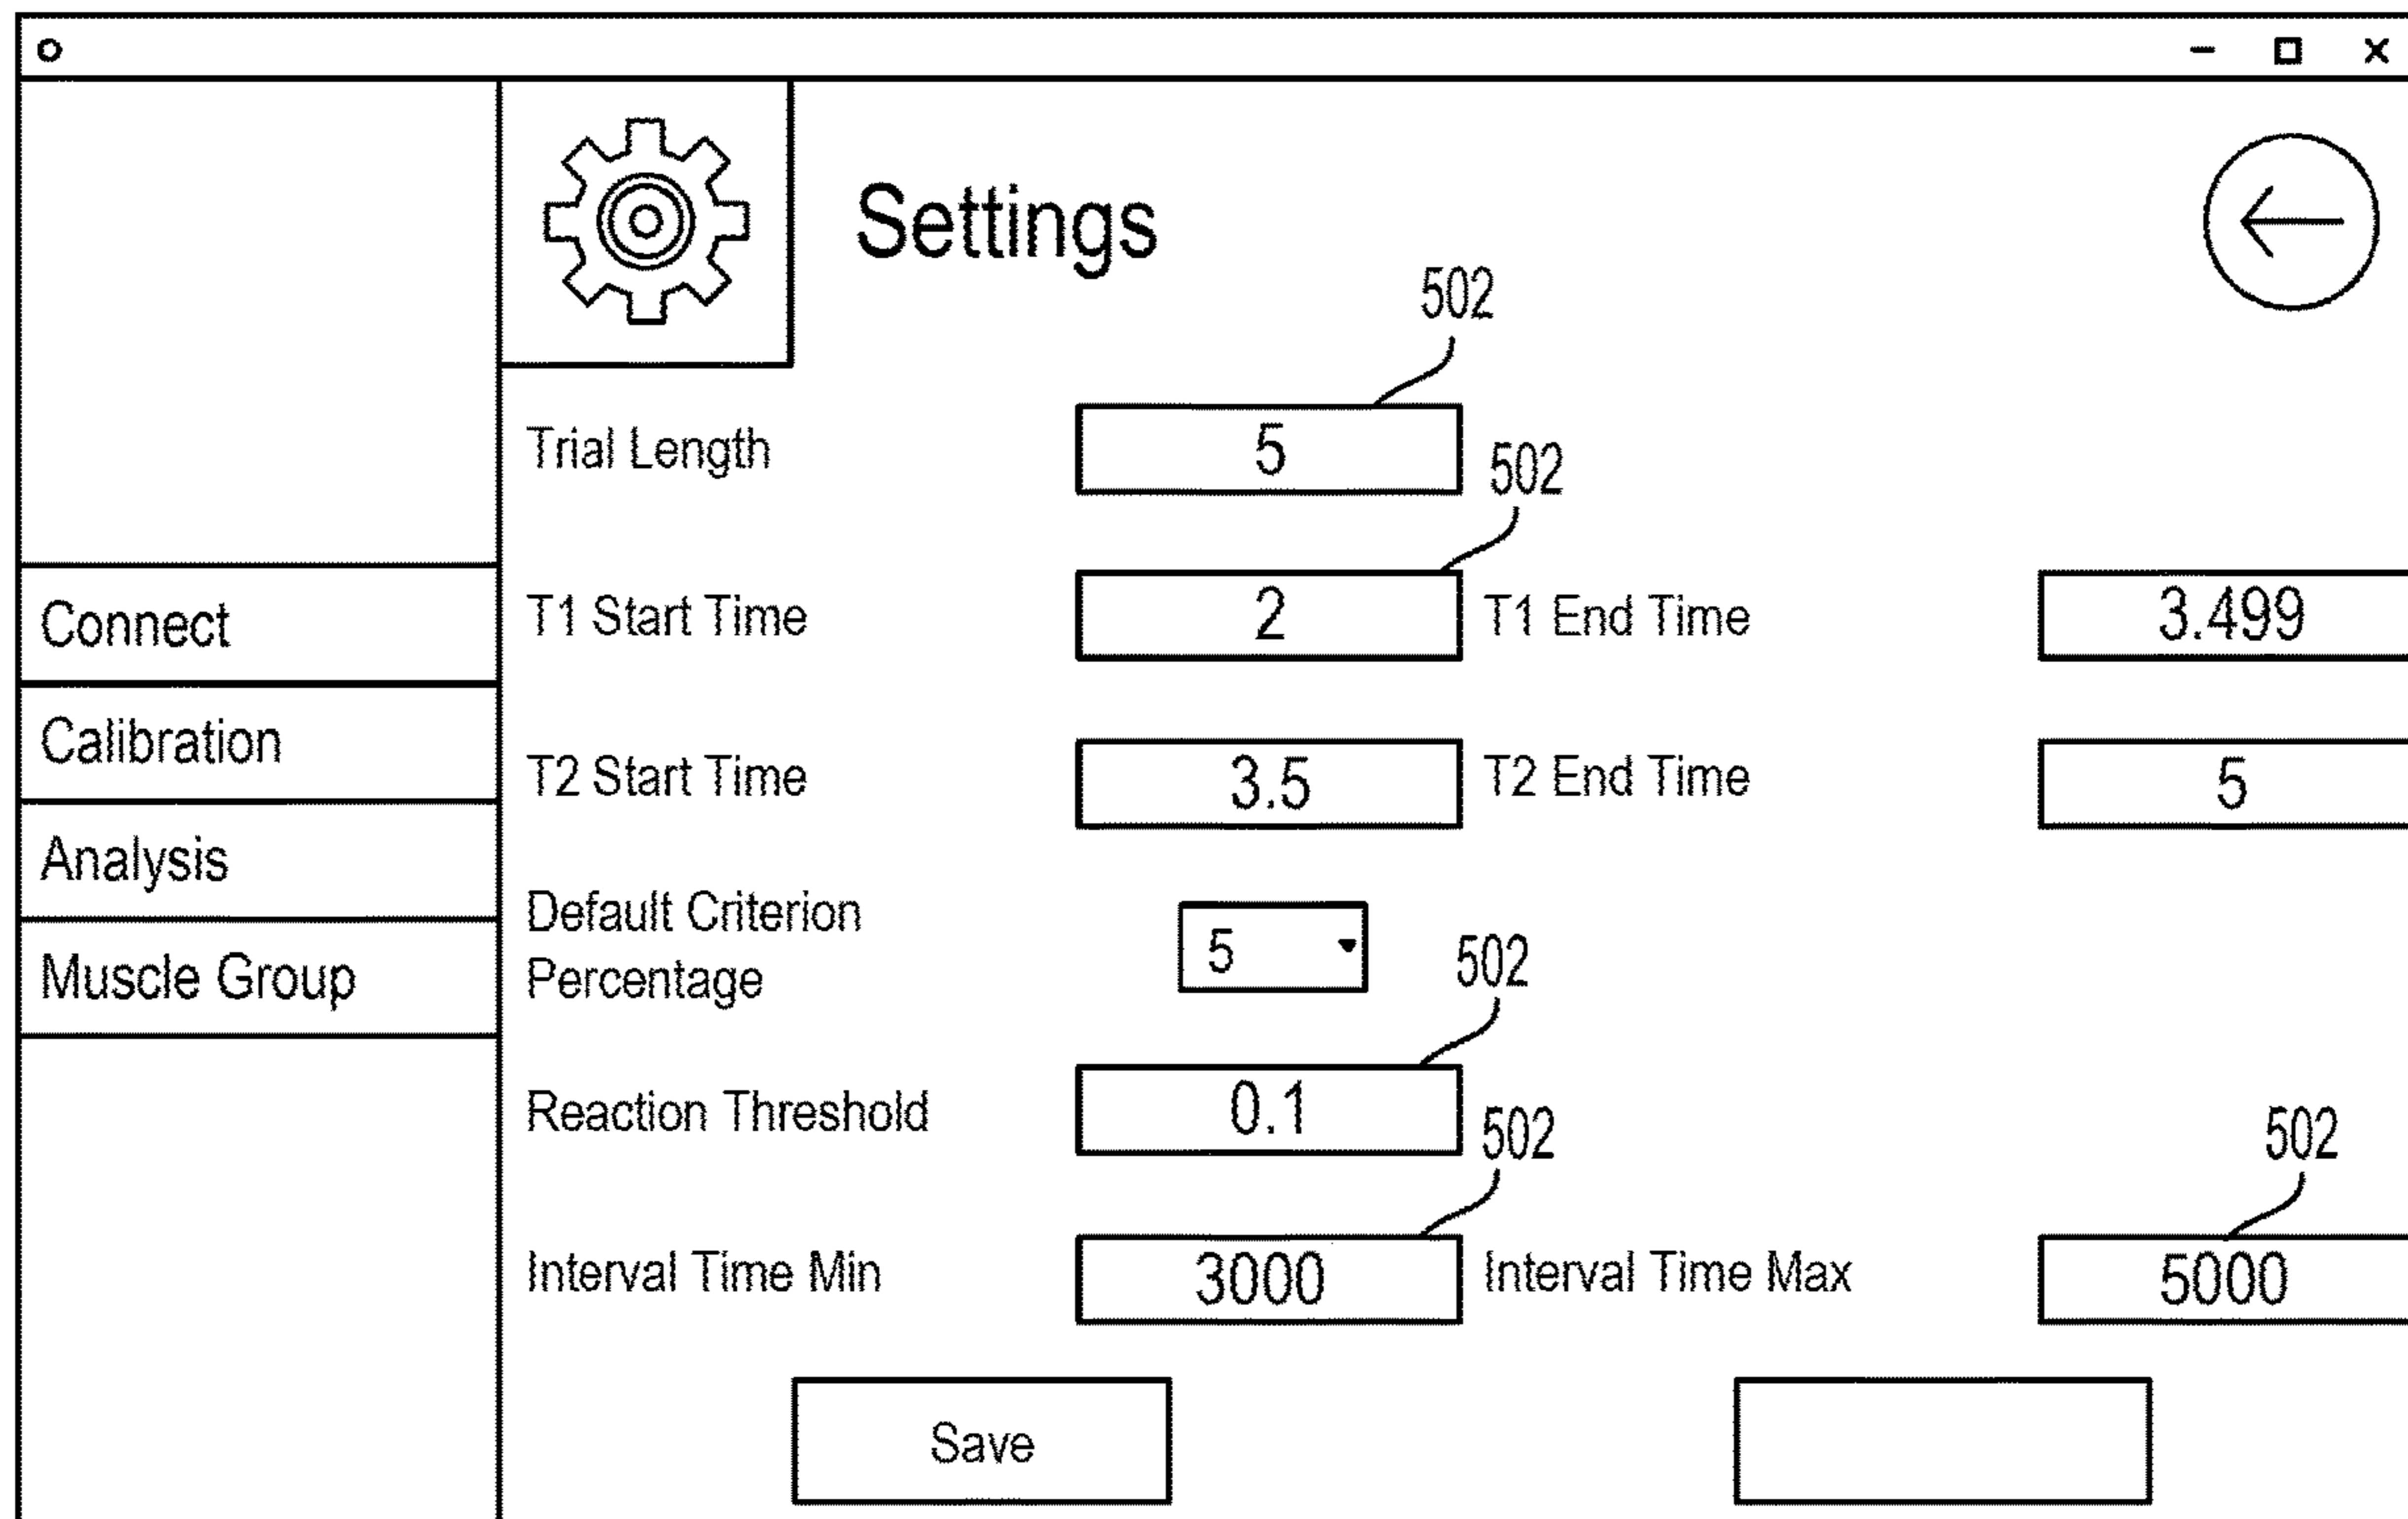 Settings
502
Trial Length 5
502
Connect
T1 Start Time 2 T1 End Time 3.499
Calibration
T2 Start Time 3.5 T2 End Time 5
Analysis
Default Criterion
Percentage 5
502
Muscle Group
Reaction Threshold 0.1
502 502
Interval Time Min 3000 Interval Time Max 5000
Save